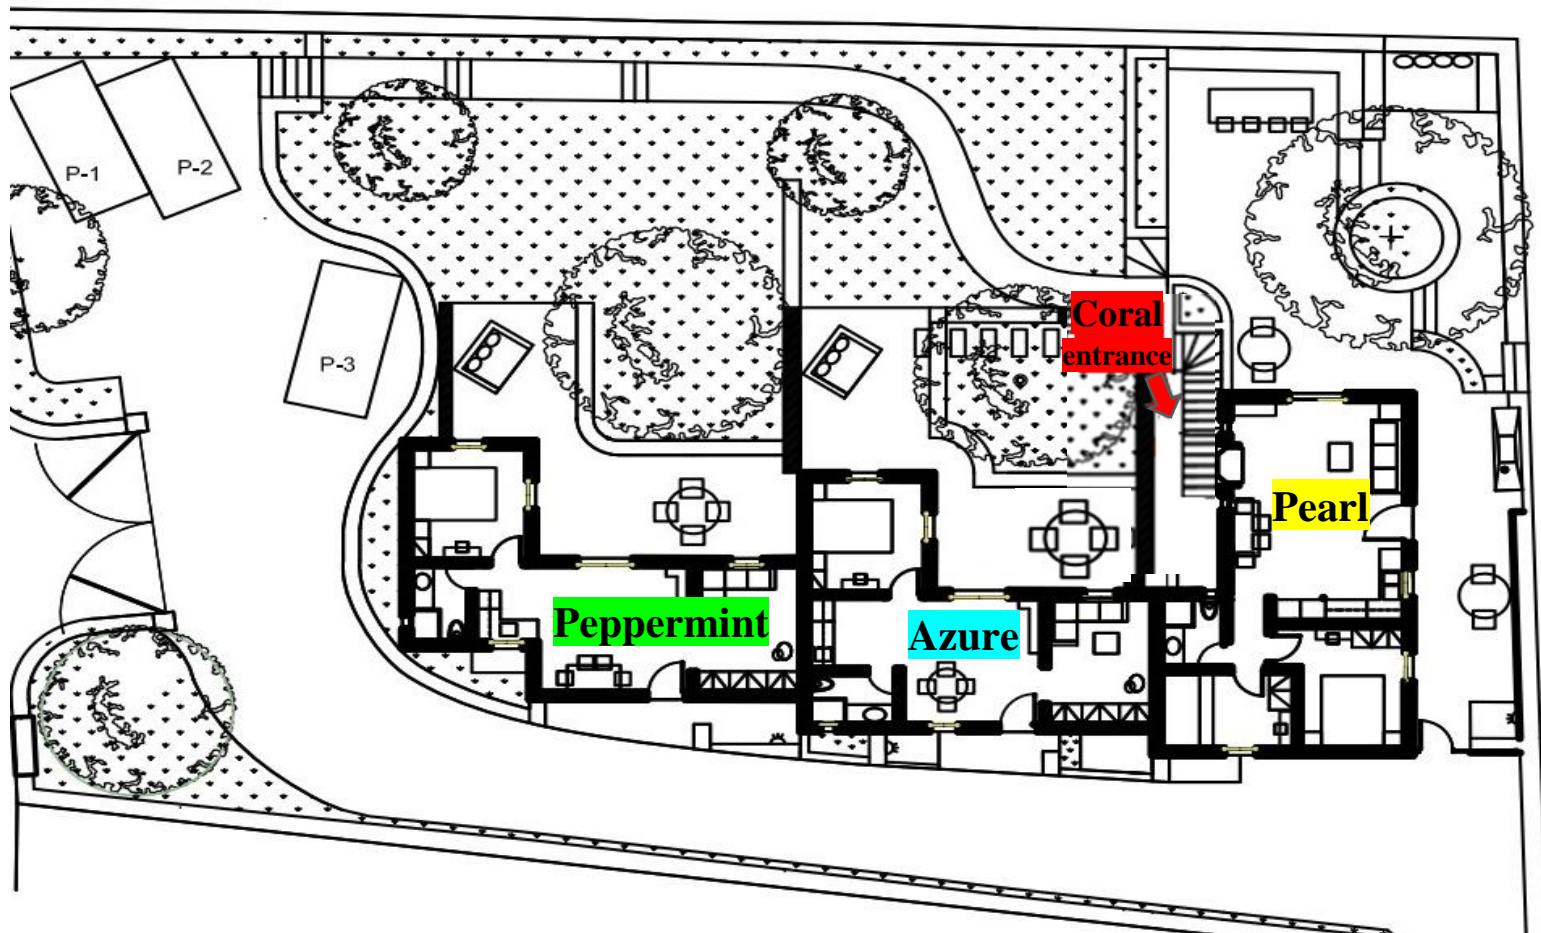 P-1
P-2
P-3
Coral
entrance
Pearl
Peppermint
Azure